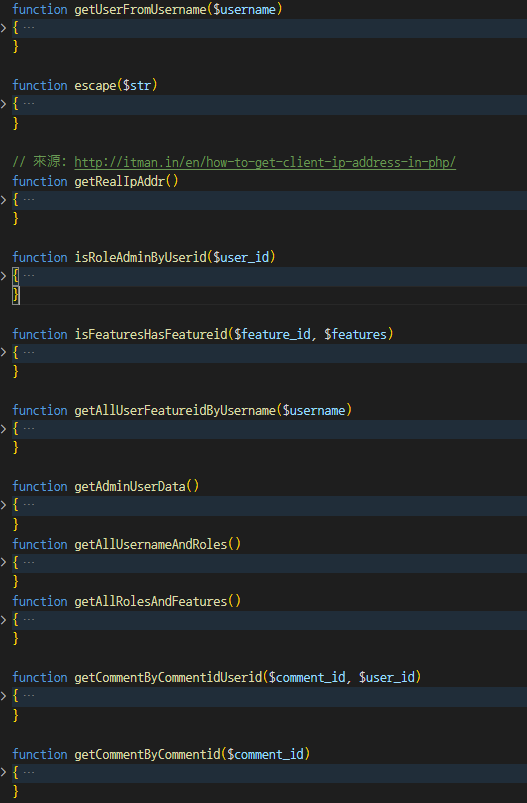 function getUserFromUsername($username)
{ ⋯
}
function escape($str)
{ ⋯
}
// 來源: http://itman.in/en/how-to-get-client-ip-address-in-php/
function getRealIpAddr()
{ ⋯
}
function isRoleAdminByUserid($user_id)
{ ⋯
}
function isFeaturesHasFeatureid($feature_id, $features)
{ ⋯
}
function getAllUserFeatureidByUsername($username)
{ ⋯
}
function getAdminUserData()
{ ⋯
}
function getAllUsernameAndRoles()
{ ⋯
}
function getAllRolesAndFeatures()
{ ⋯
}
function getCommentByCommentidUserid($comment_id, $user_id)
{ ⋯
}
function getCommentByCommentid($comment_id)
{ ⋯
}